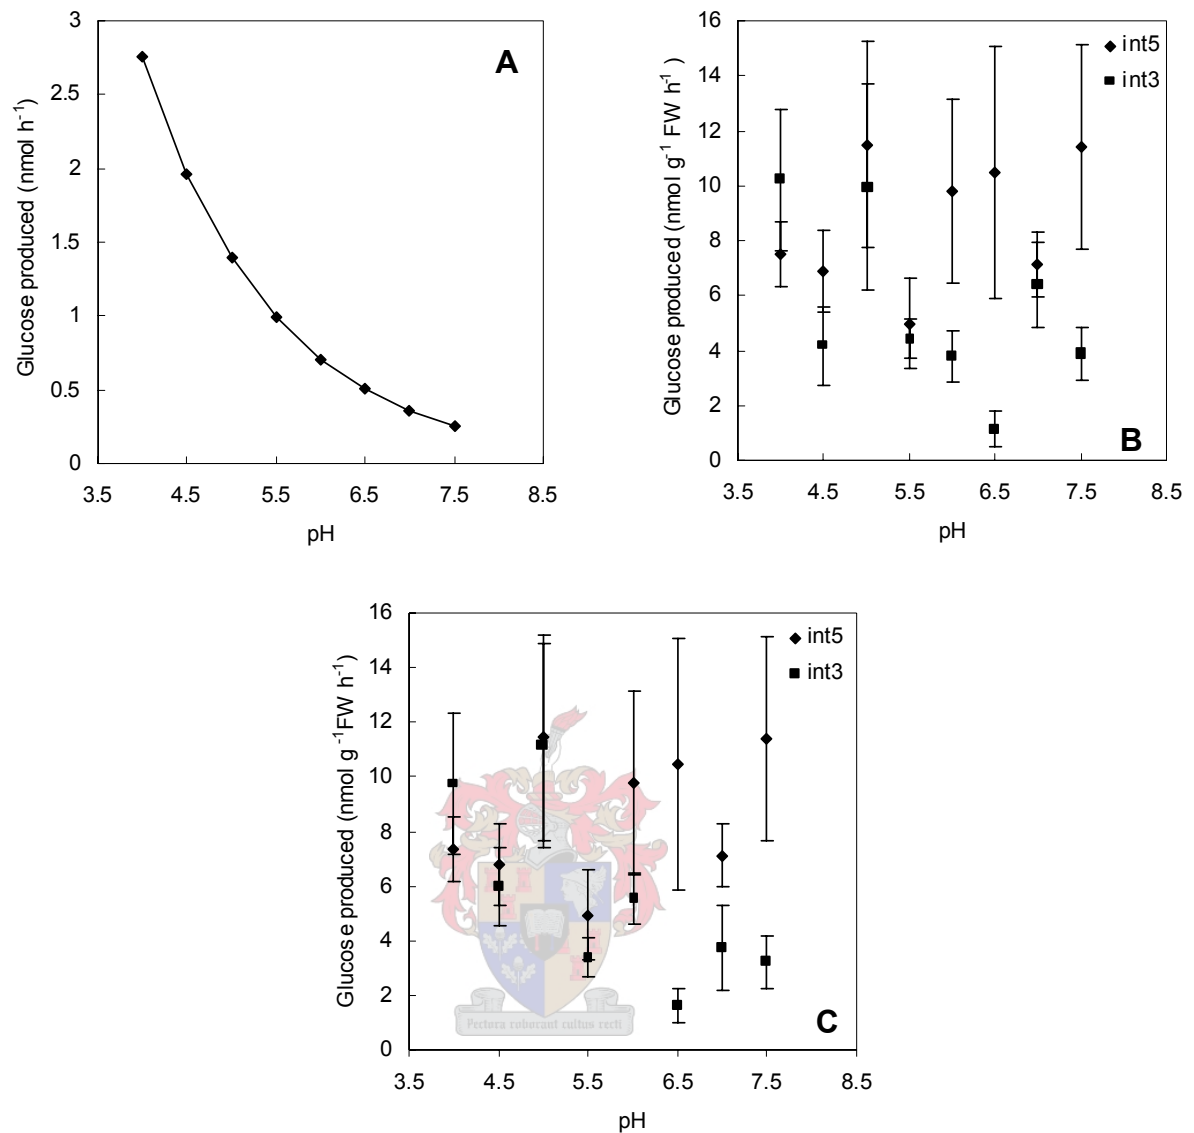 3
2.5
2
1.5
1
0.5
0
3.5 4.5 5.5 6.5 7.5 8.5
pH
Glucose produced (nmol h⁻¹)
A
16
14
12
10
8
6
4
2
0
3.5 4.5 5.5 6.5 7.5 8.5
pH
Glucose produced (nmol g⁻¹ FW h⁻¹ )
int5
int3
B
16
14
12
10
8
6
4
2
0
3.5 4.5 5.5 6.5 7.5 8.5
pH
Glucose produced (nmol g⁻¹FW h⁻¹)
int5
int3
C
Pectora roborant cultus recti